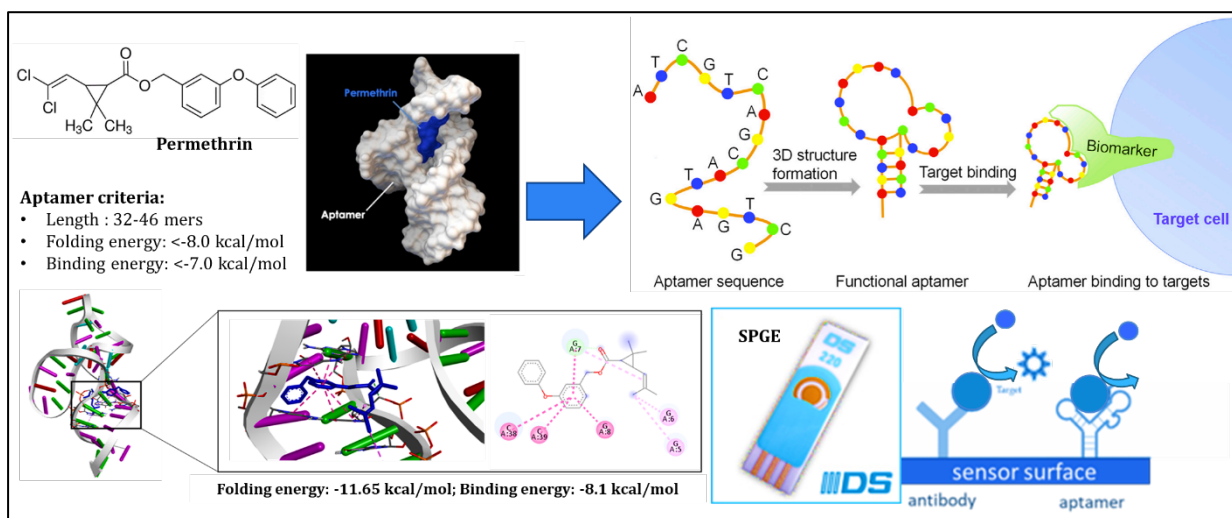 Cl
Cl
O
O
O
H₃C
CH₃
Permethrin
Aptamer criteria:
• Length : 32-46 mers
• Folding energy: <-8.0 kcal/mol
• Binding energy: <-7.0 kcal/mol
Permethrin
Aptamer
A
T
C
G
T
C
A
G
C
A
T
G
A
G
T
C
G
3D structure
formation
Target
binding
Biomarker
Target cell
Aptamer sequence
Functional aptamer
Aptamer binding to targets
G
A:7
C
A:38
C
A:39
G
A:8
G
A:6
G
A:5
O
O
O
Folding energy: -11.65 kcal/mol; Binding energy: -8.1 kcal/mol
SPGE
DS
220
DS
Target
sensor surface
antibody
aptamer